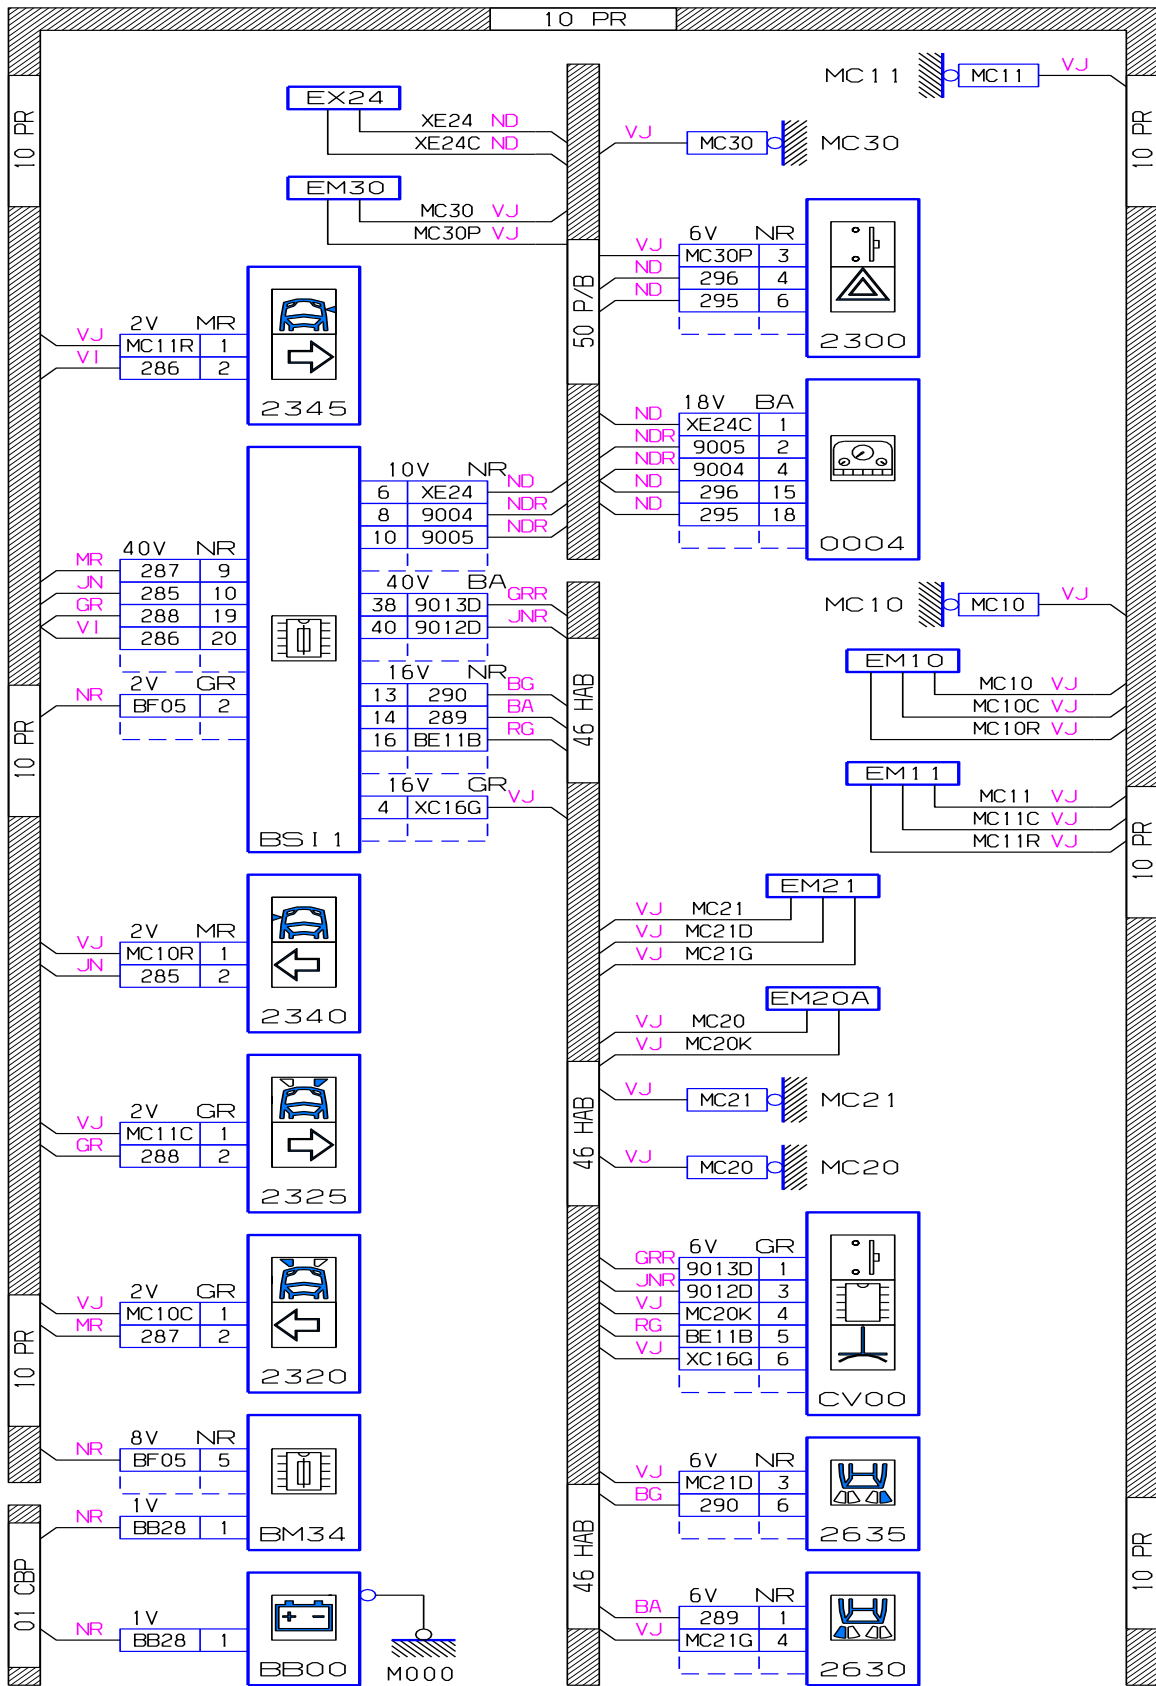 10 PR
10 PR
EX24
XE24 ND
XE24C ND
EM30
MC30 VJ
MC30P VJ
2V MR
VJ MC11R 1
VI 286 2
2345
10V NR
6 XE24 ND
8 9004 NDR
10 9005 NDR
40V NR
MR 287 9
JN 285 10
GR 288 19
VI 286 20
40V BA
38 9013D GRR
40 9012D JNR
2V GR
NR BF05 2
16V NR
13 290 BG
14 289 BA
16 BE11B RG
16V GR
4 XC16G VJ
BSI1
10 PR
2V MR
VJ MC10R 1
JN 285 2
2340
2V GR
VJ MC11C 1
GR 288 2
2325
2V GR
VJ MC10C 1
MR 287 2
2320
10 PR
8V NR
NR BF05 5
1V
NR BB28 1
BM34
01 CBP
1V
NR BB28 1
BB00
M000
MC11 MC11 VJ
VJ MC30 MC30
10 PR
50 P/B
6V NR
VJ MC30P 3
ND 296 4
ND 295 6
2300
18V BA
ND XE24C 1
NDR 9005 2
NDR 9004 4
ND 296 15
ND 295 18
0004
MC10 MC10 VJ
46 HAB
EM10
MC10 VJ
MC10C VJ
MC10R VJ
EM11
MC11 VJ
MC11C VJ
MC11R VJ
10 PR
EM21
VJ MC21
VJ MC21D
VJ MC21G
EM20A
VJ MC20
VJ MC20K
VJ MC21 MC21
46 HAB
VJ MC20 MC20
6V GR
GRR 9013D 1
JNR 9012D 3
VJ MC20K 4
RG BE11B 5
VJ XC16G 6
CV00
6V NR
VJ MC21D 3
BG 290 6
2635
46 HAB
10 PR
6V NR
BA 289 1
VJ MC21G 4
2630